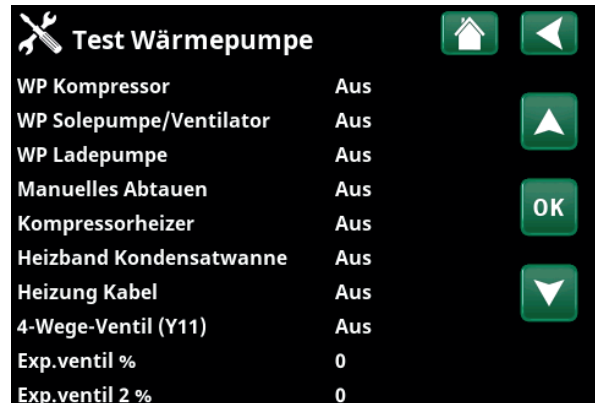 Test Wärmepumpe
WP Kompressor Aus
WP Solepumpe/Ventilator Aus
WP Ladepumpe Aus
Manuelles Abtauen Aus
OK
Kompressorheizer Aus
Heizband Kondensatwanne Aus
Heizung Kabel Aus
4-Wege-Ventil (Y11) Aus
Exp.ventil % 0
Exp.ventil 2 % 0